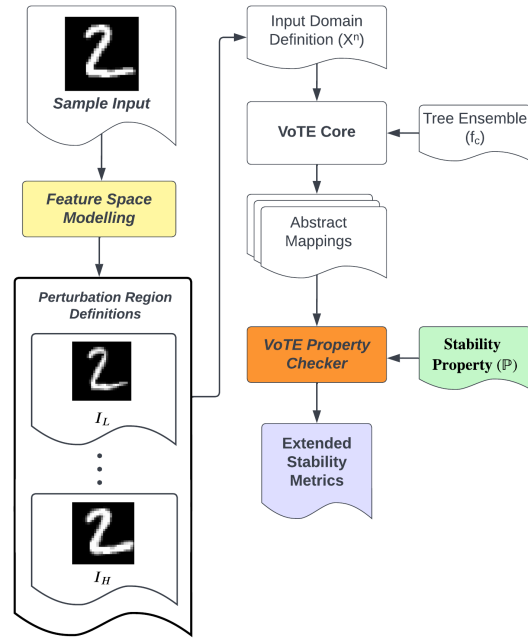 Sample Input
Feature Space
Modelling
Perturbation Region
Definitions
I_L
I_H
Input Domain
Definition (Xⁿ)
VoTE Core
Tree Ensemble
(f_c)
Abstract
Mappings
VoTE Property
Checker
Stability
Property (ℙ)
Extended
Stability
Metrics